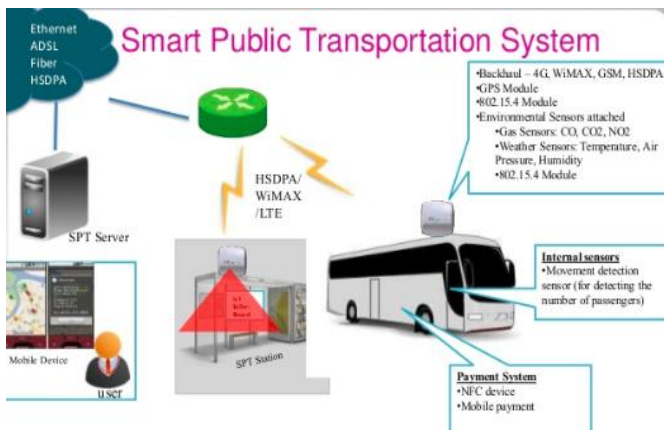 Ethernet
ADSL
Fiber
HSDPA
Smart Public Transportation System
•Backhaul – 4G, WiMAX, GSM, HSDPA
•GPS Module
•802.15.4 Module
•Environmental Sensors attached
•Gas Sensors: CO, CO2, NO2
•Weather Sensors: Temperature, Air
Pressure, Humidity
•802.15.4 Module
HSDPA/
WiMAX
/LTE
SPT Server
Internal sensors
•Movement detection
sensor (for detecting the
number of passengers)
SPT Station
Mobile Device
user
Payment System
•NFC device
•Mobile payment